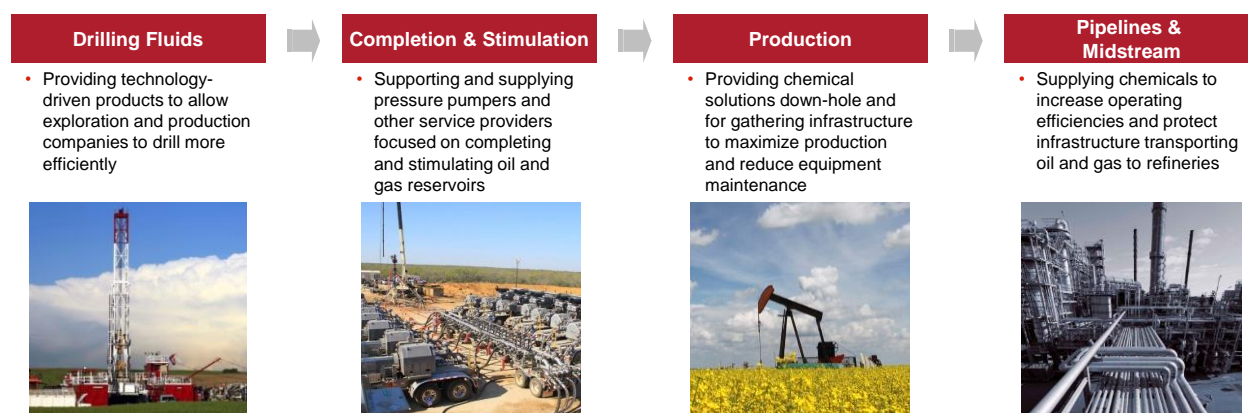 Drilling Fluids
• Providing technology-
driven products to allow
exploration and production
companies to drill more
efficiently
Completion & Stimulation
• Supporting and supplying
pressure pumpers and
other service providers
focused on completing
and stimulating oil and
gas reservoirs
Production
• Providing chemical
solutions down-hole and
for gathering infrastructure
to maximize production
and reduce equipment
maintenance
Pipelines &
Midstream
• Supplying chemicals to
increase operating
efficiencies and protect
infrastructure transporting
oil and gas to refineries